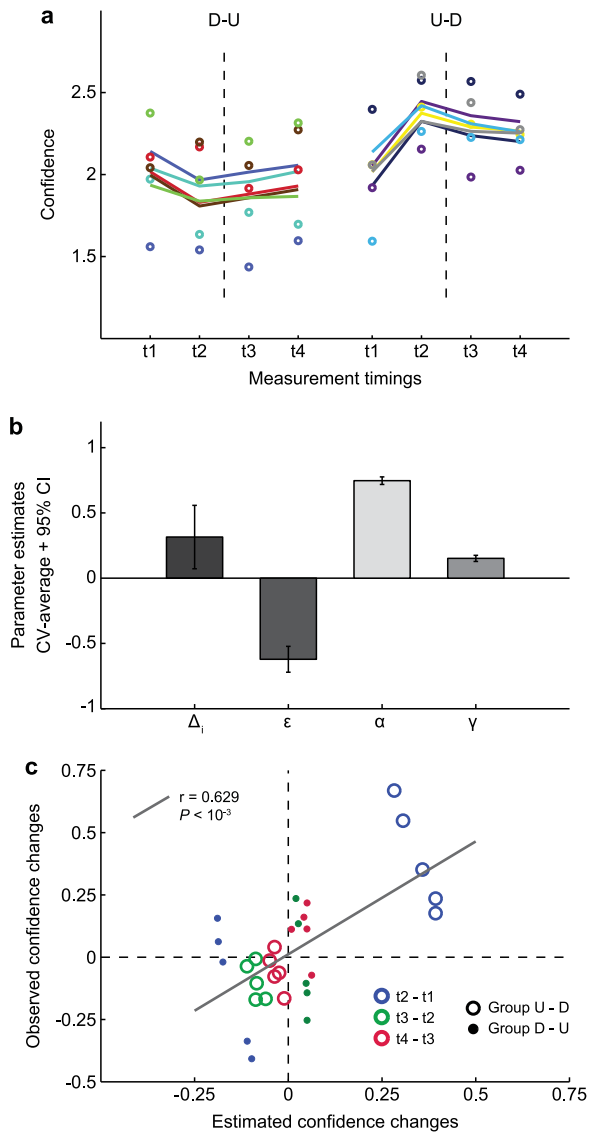 a
D-U
U-D
2.5
2
1.5
Confidence
t1 t2 t3 t4 t1 t2 t3 t4
Measurement timings
b
1
0.5
0
-0.5
-1
Parameter estimates
CV-average + 95% CI
Δi ε α γ
c
0.75
0.5
0.25
0
-0.25
-0.5
Observed confidence changes
r = 0.629
P < 10-3
t2 - t1
t3 - t2
t4 - t3
Group U - D
Group D - U
-0.25 0 0.25 0.5 0.75
Estimated confidence changes